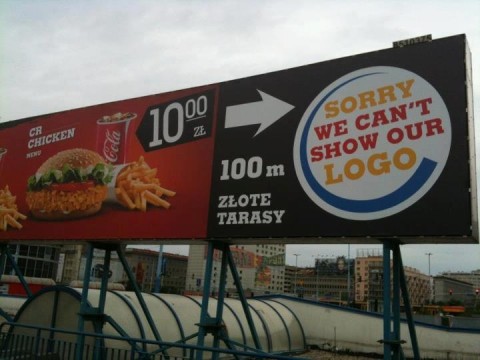 CR
CHICKEN
MENU
Coca-Cola
10 00
ZŁ
100 m
ZŁOTE
TARASY
SORRY
WE CAN'T
SHOW OUR
LOGO